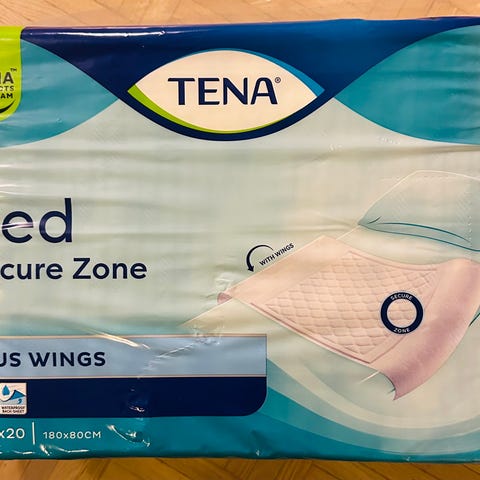 TENA®
ed
cure Zone
WITH WINGS
SECURE
ZONE
US WINGS
WATERPROOF
BACK-SHEET
x20 | 180x80CM